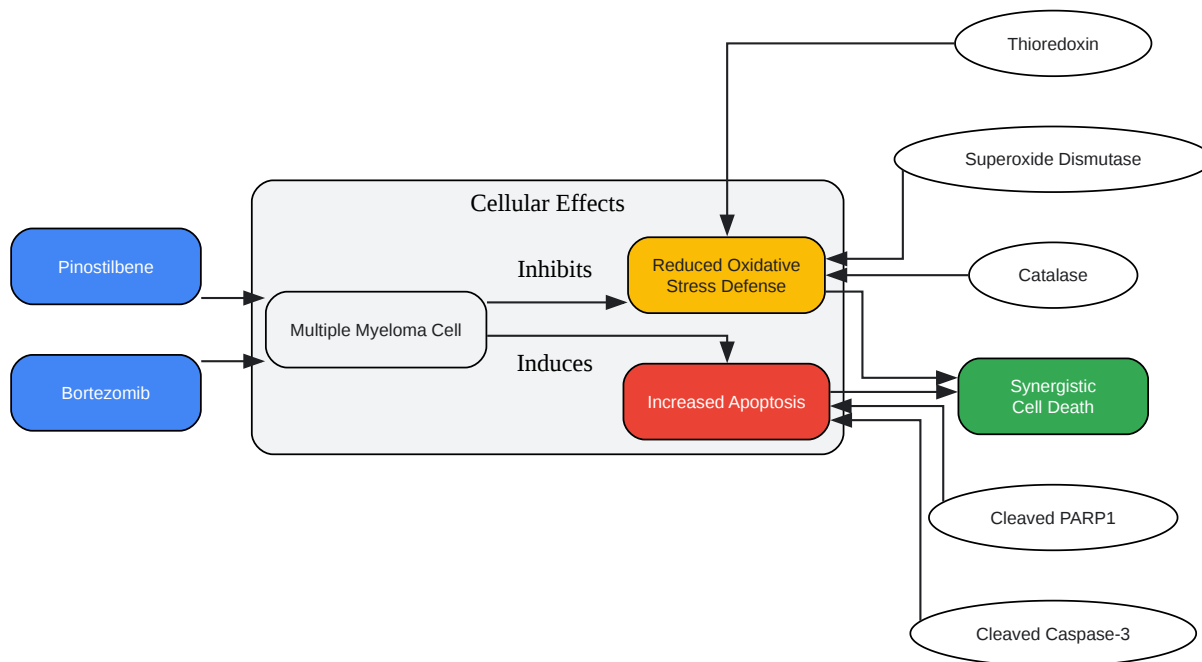 Thioredoxin
Superoxide Dismutase
Cellular Effects
Pinostilbene
Inhibits
Reduced Oxidative
Stress Defense
Catalase
Multiple Myeloma Cell
Induces
Bortezomib
Increased Apoptosis
Synergistic
Cell Death
Cleaved PARP1
Cleaved Caspase-3